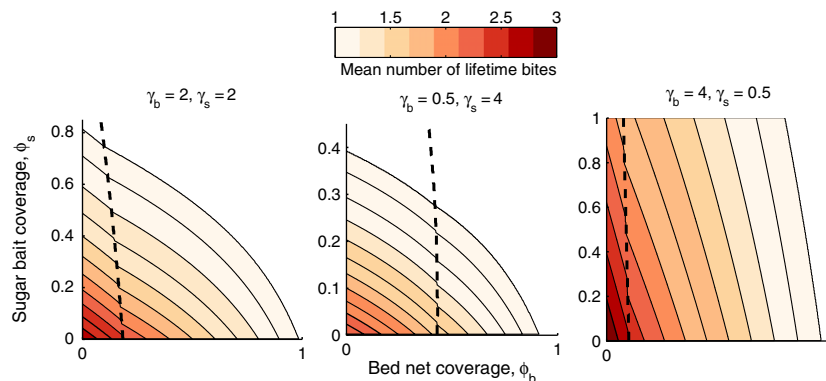 1 1.5 2 2.5 3
Mean number of lifetime bites
γb = 2, γs = 2
γb = 0.5, γs = 4
γb = 4, γs = 0.5
Sugar bait coverage, ϕs
0.8
0.6
0.4
0.2
0
0 1
0.4
0.3
0.2
0.1
0
0 1
1
0.8
0.6
0.4
0.2
0
0 1
Bed net coverage, ϕb